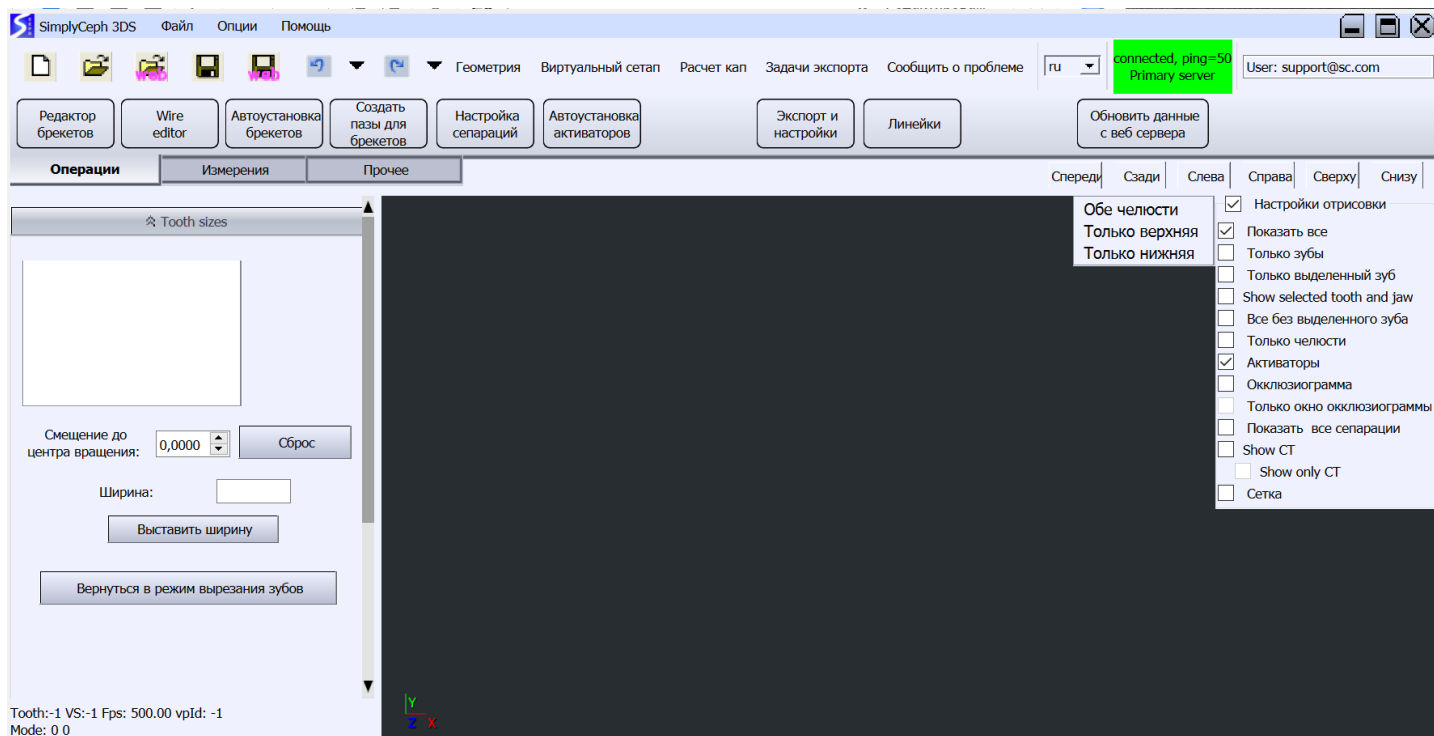 SimplyCeph 3DS Файл Опции Помощь
web web Геометрия Виртуальный сетап Расчет кап Задачи экспорта Сообщить о проблеме ru connected, ping=50 User: support@sc.com
Primary server
Редактор брекетов
Wire editor
Автоустановка брекетов
Создать пазы для брекетов
Настройка сепараций
Автоустановка активаторов
Экспорт и настройки
Линейки
Обновить данные с веб сервера
Операции Измерения Прочее
Спереди Сзади Слева Справа Сверху Снизу
Tooth sizes
Смещение до
центра вращения: 0,0000 Сброс
Ширина:
Выставить ширину
Вернуться в режим вырезания зубов
Tooth:-1 VS:-1 Fps: 500.00 vpId: -1
Mode: 0 0
Y
Z X
Обе челюсти
Только верхняя
Только нижняя
Настройки отрисовки
Показать все
Только зубы
Только выделенный зуб
Show selected tooth and jaw
Все без выделенного зуба
Только челюсти
Активаторы
Окклюзиограмма
Только окно окклюзиограммы
Показать все сепарации
Show CT
Show only CT
Сетка